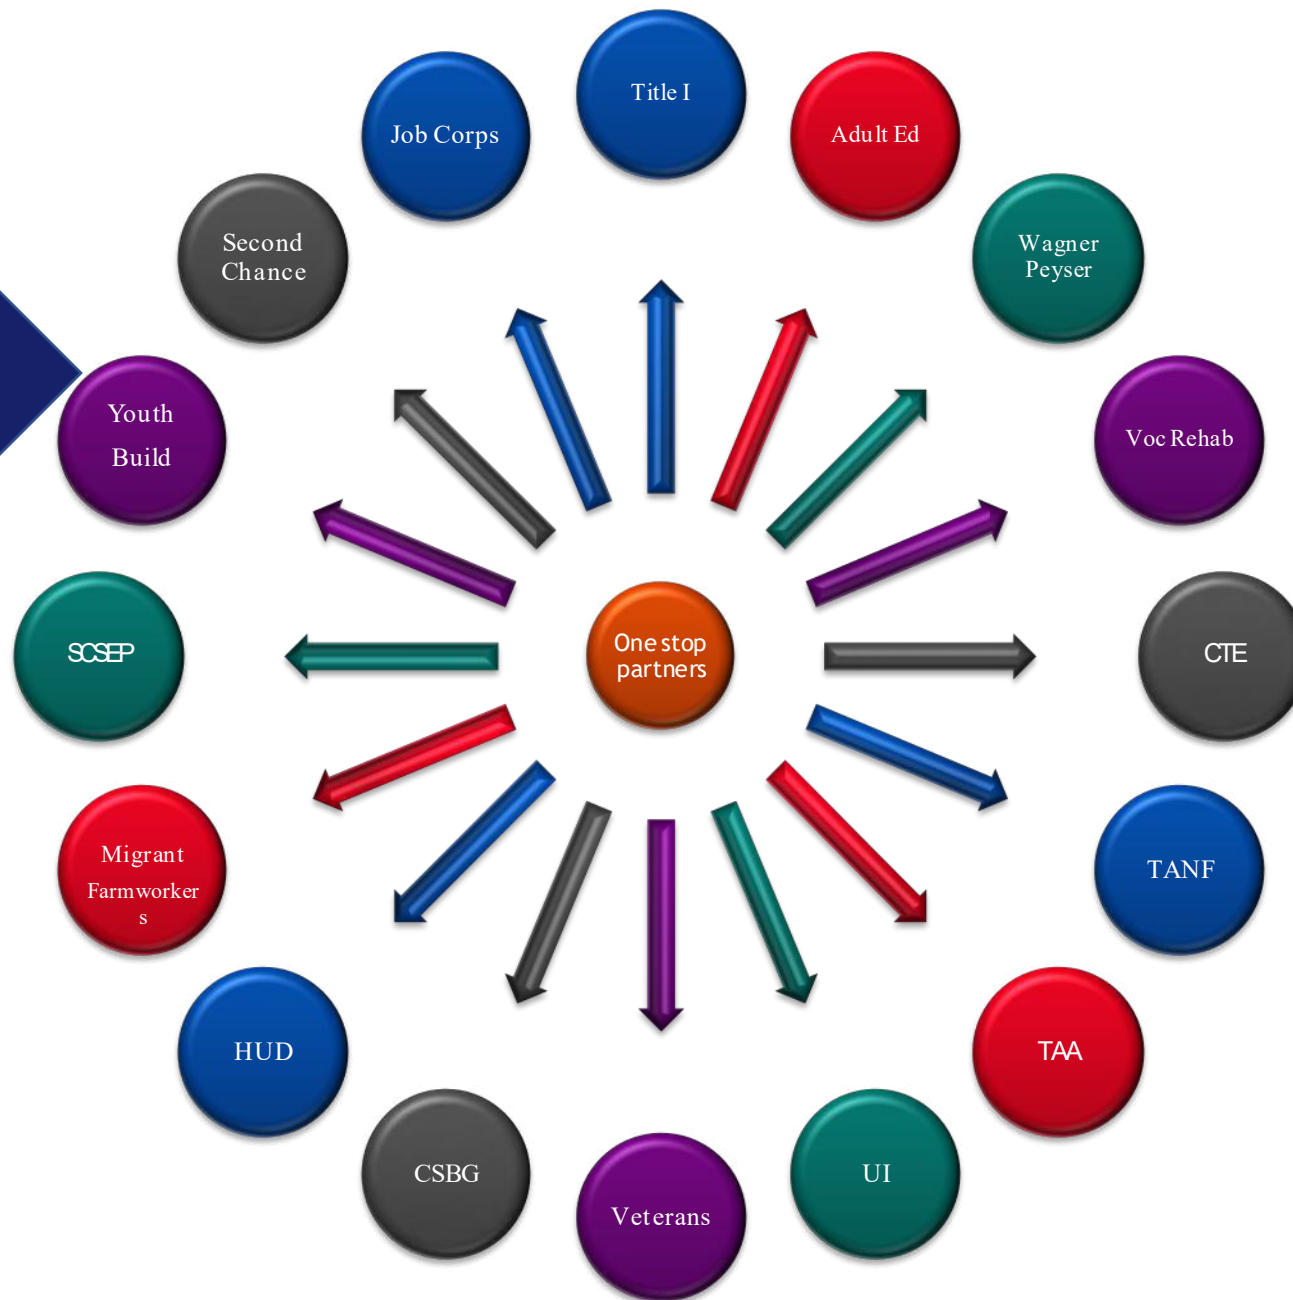 Title I
Adult Ed
Wagner
Peyser
Voc Rehab
CTE
TANF
TAA
UI
Veterans
CSBG
HUD
Migrant
Farmworker
s
SCSEP
Youth
Build
Second
Chance
Job Corps
One stop
partners